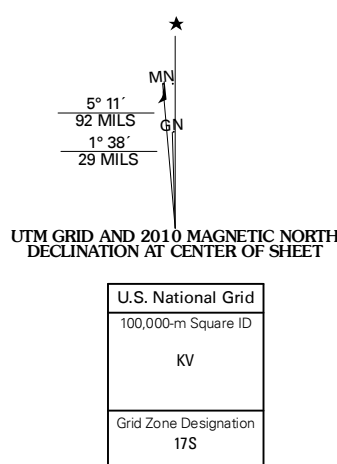 MN
5° 11´
92 MILS
GN
1° 38´
29 MILS
UTM GRID AND 2010 MAGNETIC NORTH
DECLINATION AT CENTER OF SHEET
U.S. National Grid
100,000-m Square ID
KV
Grid Zone Designation
17S